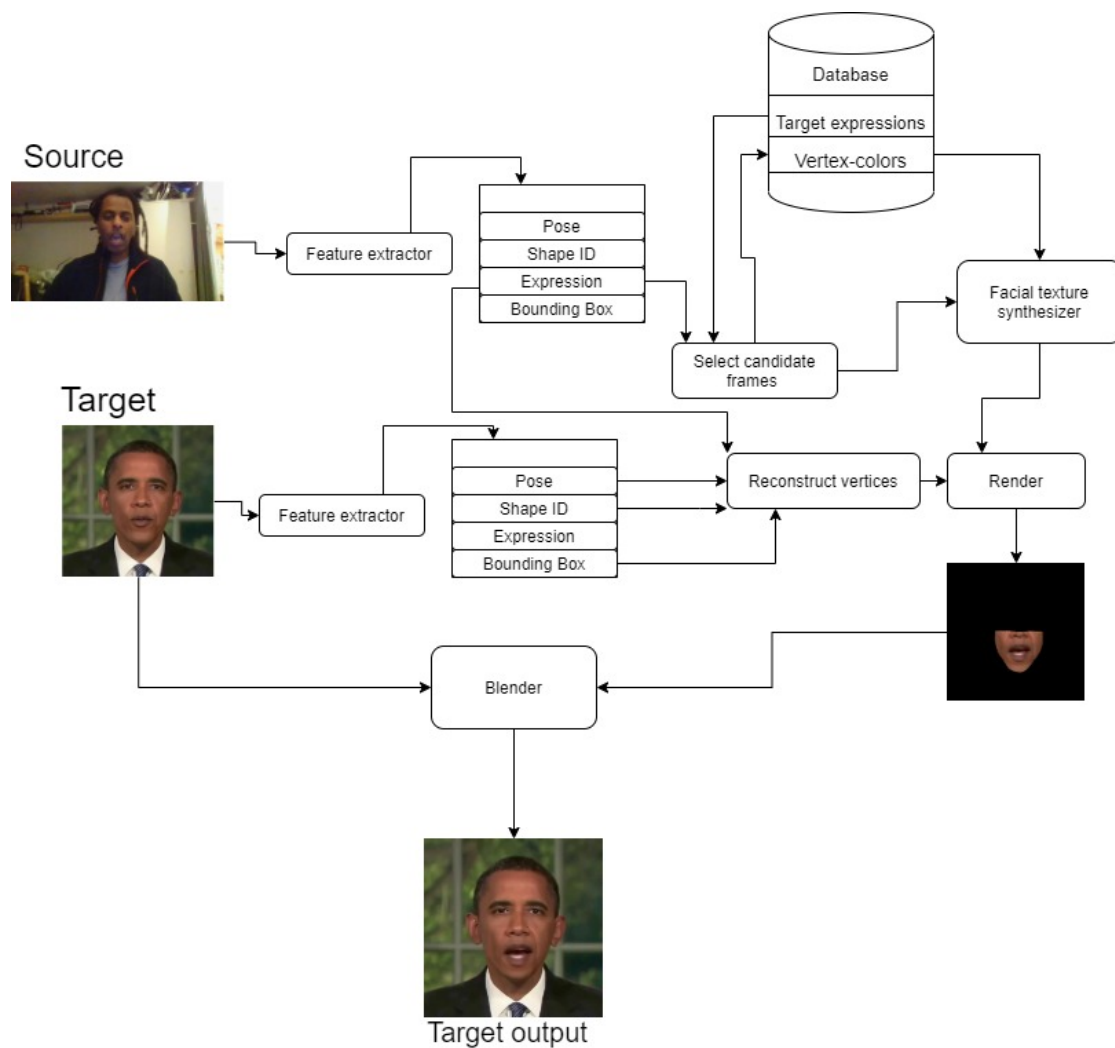 Database
Target expressions
Vertex-colors
Source
Feature extractor
Pose
Shape ID
Expression
Bounding Box
Facial texture
synthesizer
Select candidate
frames
Target
Feature extractor
Pose
Shape ID
Expression
Bounding Box
Reconstruct vertices
Render
Blender
Target output